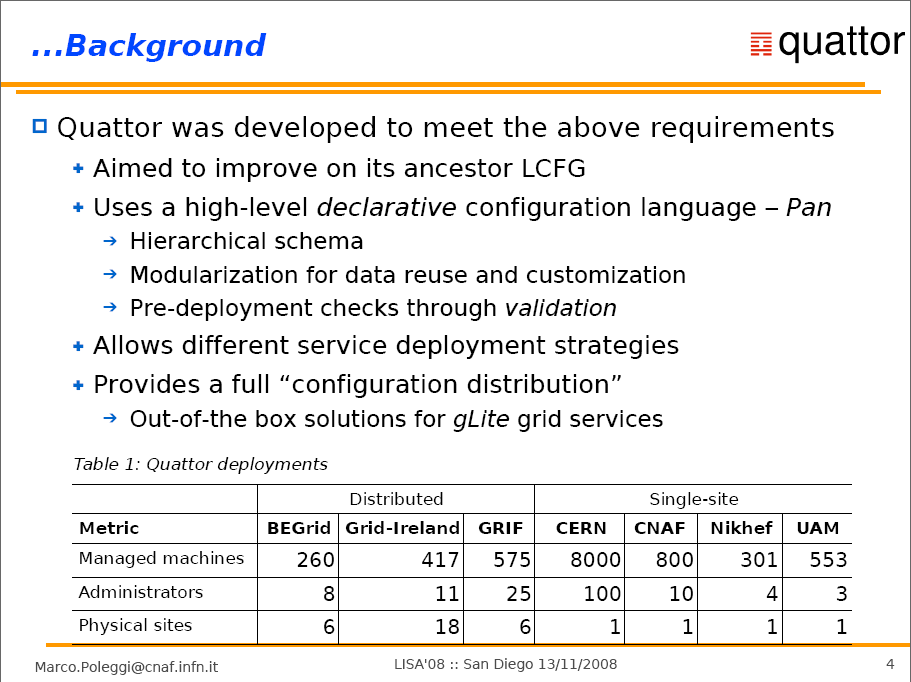 ...Background
quattor
Quattor was developed to meet the above requirements
Aimed to improve on its ancestor LCFG
Uses a high-level declarative configuration language – Pan
Hierarchical schema
Modularization for data reuse and customization
Pre-deployment checks through validation
Allows different service deployment strategies
Provides a full “configuration distribution”
Out-of-the box solutions for gLite grid services
Table 1: Quattor deployments
Distributed Single-site
Metric BEGrid Grid-Ireland GRIF CERN CNAF Nikhef UAM
Managed machines 260 417 575 8000 800 301 553
Administrators 8 11 25 100 10 4 3
Physical sites 6 18 6 1 1 1 1
Marco.Poleggi@cnaf.infn.it LISA'08 :: San Diego 13/11/2008 4